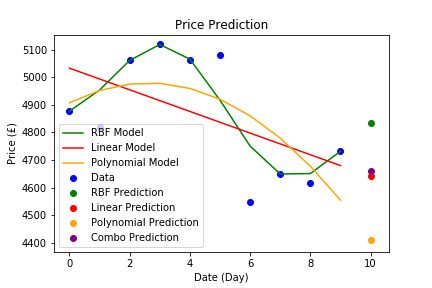 Price Prediction
Price (£)
5100
5000
4900
4800
4700
4600
4500
4400
RBF Model
Linear Model
Polynomial Model
Data
RBF Prediction
Linear Prediction
Polynomial Prediction
Combo Prediction
0 2 4 6 8 10
Date (Day)